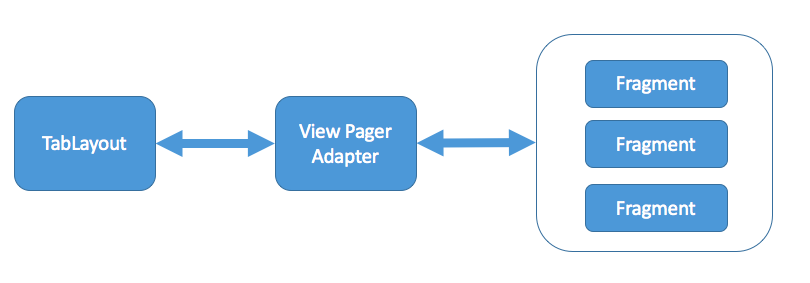 TabLayout
View Pager
Adapter
Fragment
Fragment
Fragment